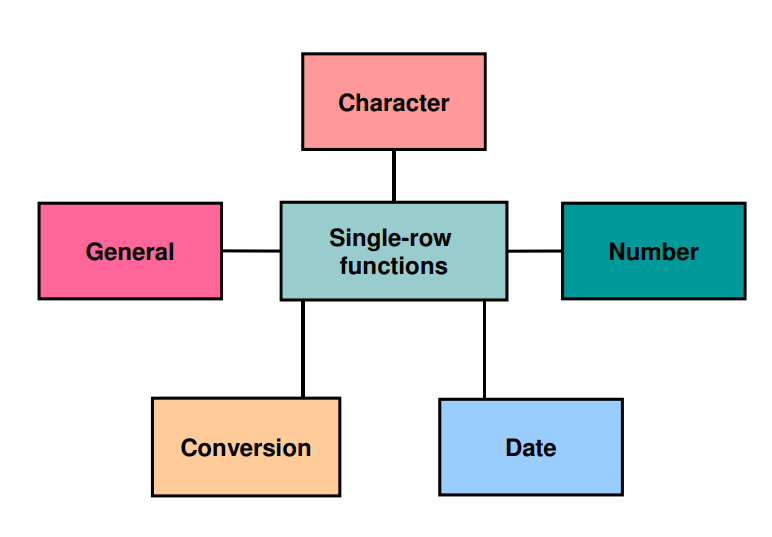 Character
General
Single-row
functions
Number
Conversion
Date